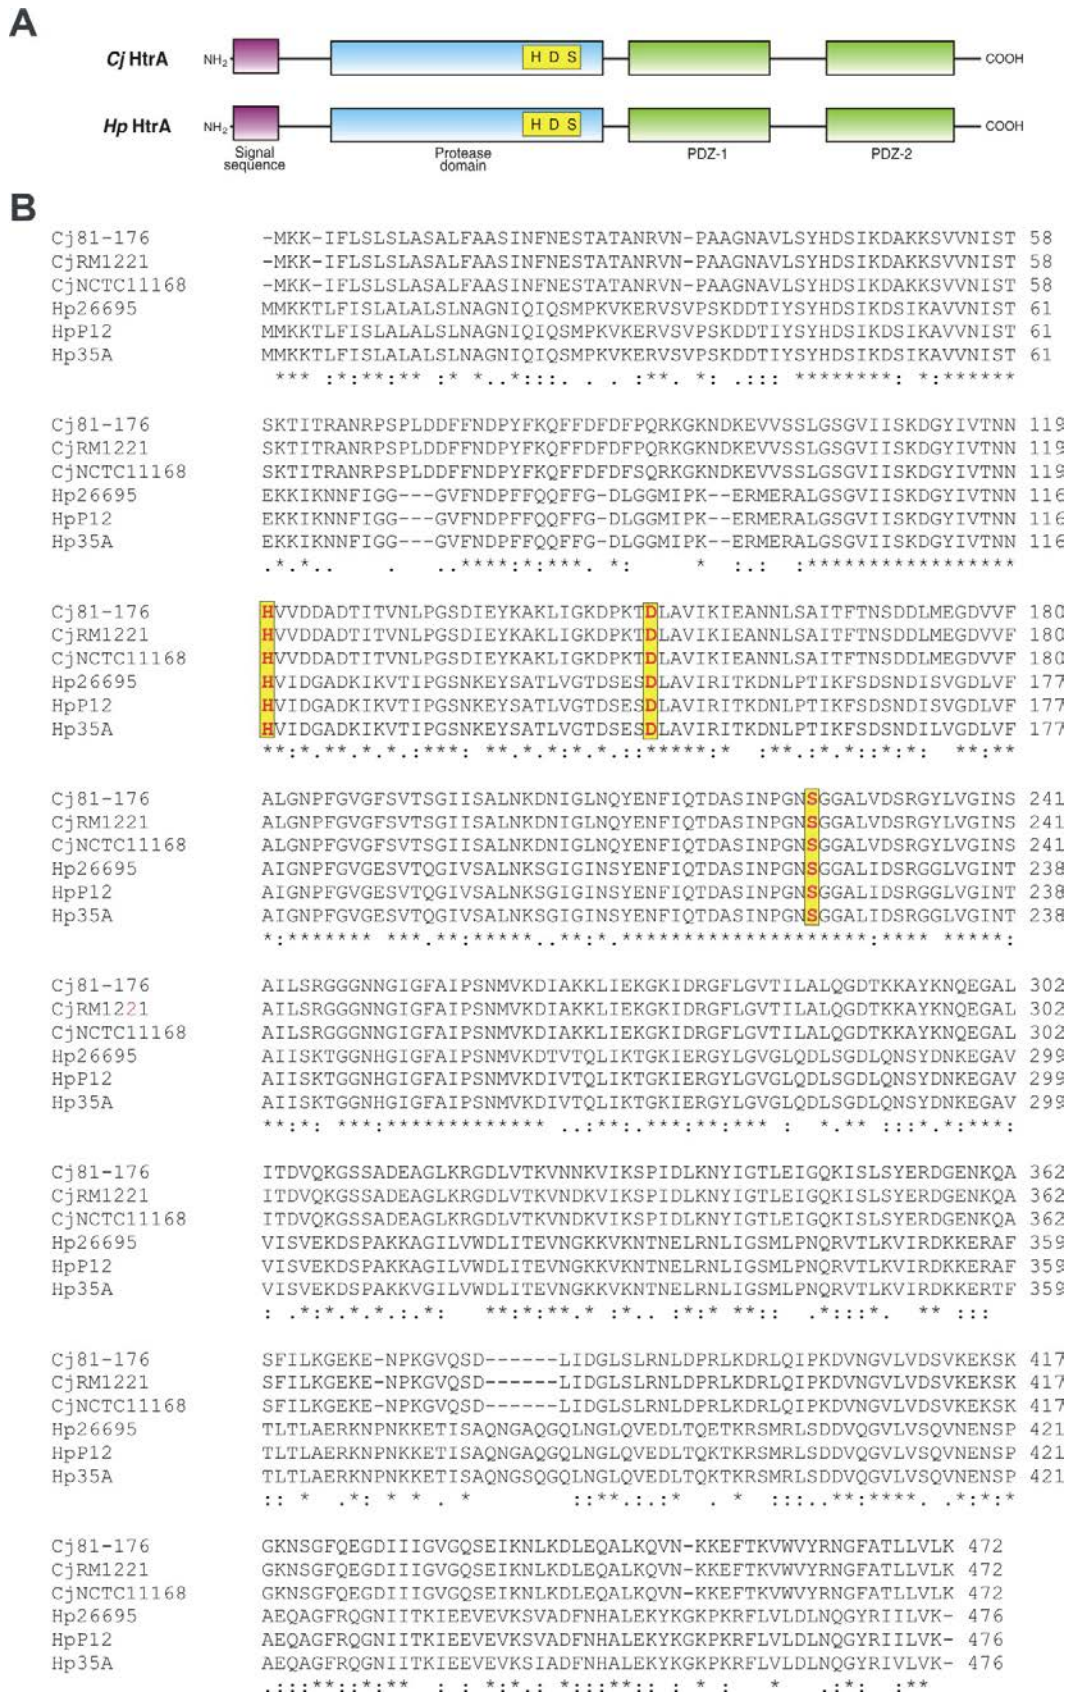 A
Cj HtrA NH2 H D S COOH
Hp HtrA NH2 H D S COOH
Signal sequence Protease domain PDZ-1 PDZ-2
B
Cj81-176 -MKK-IFLSLSLASALFAASINFNESTATANRVN-PAAGNAVLSYHDSIKDAKKSVVNIST 58
CjRM1221 -MKK-IFLSLSLASALFAASINFNESTATANRVN-PAAGNAVLSYHDSIKDAKKSVVNIST 58
CjNCTC11168 -MKK-IFLSLSLASALFAASINFNESTATANRVN-PAAGNAVLSYHDSIKDAKKSVVNIST 58
Hp26695 MMKKTLFISLALALSLNAGNIQIQSMPKVKERVSVPSKDDTIYSYHDSIKDSIKAVVNIST 61
HpP12 MMKKTLFISLALALSLNAGNIQIQSMPKVKERVSVPSKDDTIYSYHDSIKDSIKAVVNIST 61
Hp35A MMKKTLFISLALALSLNAGNIQIQSMPKVKERVSVPSKDDTIYSYHDSIKDSIKAVVNIST 61
*** :*:**:** :* *..*:::. . . :**. *. .::: ********: *:******
Cj81-176 SKTITRANRPSPLDDFFNDPYFKQFFDFDFPQRKGKNDKEVVSSLGSGVIISKDGYIVTNN 119
CjRM1221 SKTITRANRPSPLDDFFNDPYFKQFFDFDFPQRKGKNDKEVVSSLGSGVIISKDGYIVTNN 119
CjNCTC11168 SKTITRANRPSPLDDFFNDPYFKQFFDFDFSQRKGKNDKEVVSSLGSGVIISKDGYIVTNN 119
Hp26695 EKKIKNNFIGG---GVFNDPFFQQFFG-DLGGMIPK--ERMERALGSGVIISKDGYIVTNN 116
HpP12 EKKIKNNFIGG---GVFNDPFFQQFFG-DLGGMIPK--ERMERALGSGVIISKDGYIVTNN 116
Hp35A EKKIKNNFIGG---GVFNDPFFQQFFG-DLGGMIPK--ERMERALGSGVIISKDGYIVTNN 116
.*.*.. . ..****:*:***. *: * :.: :*****************
Cj81-176 HVVDDADTITVNLPGSDIEYKAKLIGKDPKTDLAVIKIEANNLSAITFTNSDDLMEGDVVF 180
CjRM1221 HVVDDADTITVNLPGSDIEYKAKLIGKDPKTDLAVIKIEANNLSAITFTNSDDLMEGDVVF 180
CjNCTC11168 HVVDDADTITVNLPGSDIEYKAKLIGKDPKTDLAVIKIEANNLSAITFTNSDDLMEGDVVF 180
Hp26695 HVIDGADKIKVTIPGSNKEYSATLVGTDSESDLAVIRITKDNLPTIKFSDSNDISVGDLVF 177
HpP12 HVIDGADKIKVTIPGSNKEYSATLVGTDSESDLAVIRITKDNLPTIKFSDSNDISVGDLVF 177
Hp35A HVIDGADKIKVTIPGSNKEYSATLVGTDSESDLAVIRITKDNLPTIKFSDSNDILVGDLVF 177
**:*.**.*.*.:***: **.*.*:*.*.::*****:* :**.:*.*::*:*: **:**
Cj81-176 ALGNPFGVGFSVTSGIISALNKDNIGLNQYENFIQTDASINPGNSGGALVDSRGYLVGINS 241
CjRM1221 ALGNPFGVGFSVTSGIISALNKDNIGLNQYENFIQTDASINPGNSGGALVDSRGYLVGINS 241
CjNCTC11168 ALGNPFGVGFSVTSGIISALNKDNIGLNQYENFIQTDASINPGNSGGALVDSRGYLVGINS 241
Hp26695 AIGNPFGVGESVTQGIVSALNKSGIGINSYENFIQTDASINPGNSGGALIDSRGGLVGINT 238
HpP12 AIGNPFGVGESVTQGIVSALNKSGIGINSYENFIQTDASINPGNSGGALIDSRGGLVGINT 238
Hp35A AIGNPFGVGESVTQGIVSALNKSGIGINSYENFIQTDASINPGNSGGALIDSRGGLVGINT 238
*:******* ***.**:*****..**:*.********************:**** *****:
Cj81-176 AILSRGGGNNGIGFAIPSNMVKDIAKKLIEKGKIDRGFLGVTILALQGDTKKAYKNQEGAL 302
CjRM1221 AILSRGGGNNGIGFAIPSNMVKDIAKKLIEKGKIDRGFLGVTILALQGDTKKAYKNQEGAL 302
CjNCTC11168 AILSRGGGNNGIGFAIPSNMVKDIAKKLIEKGKIDRGFLGVTILALQGDTKKAYKNQEGAL 302
Hp26695 AIISKTGGNHGIGFAIPSNMVKDTVTQLIKTGKIERGYLGVGLQDLSGDLQNSYDNKEGAV 299
HpP12 AIISKTGGNHGIGFAIPSNMVKDIVTQLIKTGKIERGYLGVGLQDLSGDLQNSYDNKEGAV 299
Hp35A AIISKTGGNHGIGFAIPSNMVKDIVTQLIKTGKIERGYLGVGLQDLSGDLQNSYDNKEGAV 299
**:*: ***:************* ..:**:.***:**:*** : *.** :::*.*:***:
Cj81-176 ITDVQKGSSADEAGLKRGDLVTKVNNKVIKSPIDLKNYIGTLEIGQKISLSYERDGENKQA 362
CjRM1221 ITDVQKGSSADEAGLKRGDLVTKVNDKVIKSPIDLKNYIGTLEIGQKISLSYERDGENKQA 362
CjNCTC11168 ITDVQKGSSADEAGLKRGDLVTKVNDKVIKSPIDLKNYIGTLEIGQKISLSYERDGENKQA 362
Hp26695 VISVEKDSPAKKAGILVWDLITEVNGKKVKNTNELRNLIGSMLPNQRVTLKVIRDKKERAF 359
HpP12 VISVEKDSPAKKAGILVWDLITEVNGKKVKNTNELRNLIGSMLPNQRVTLKVIRDKKERAF 359
Hp35A VISVEKDSPAKKVGILVWDLITEVNGKKVKNTNELRNLIGSMLPNQRVTLKVIRDKKERTF 359
: .*:*.*.*.:.*: **:*:**.* :*.. :*:* **:: .*:::*. ** :::
Cj81-176 SFILKGEKE-NPKGVQSD------LIDGLSLRNLDPRLKDRLQIPKDVNGVLVDSVKEKSK 417
CjRM1221 SFILKGEKE-NPKGVQSD------LIDGLSLRNLDPRLKDRLQIPKDVNGVLVDSVKEKSK 417
CjNCTC11168 SFILKGEKE-NPKGVQSD------LIDGLSLRNLDPRLKDRLQIPKDVNGVLVDSVKEKSK 417
Hp26695 TLTLAERKNPNKKETISAQNGAQGQLNGLQVEDLTQETKRSMRLSDDVQGVLVSQVNENSP 421
HpP12 TLTLAERKNPNKKETISAQNGAQGQLNGLQVEDLTQKTKRSMRLSDDVQGVLVSQVNENSP 421
Hp35A TLTLAERKNPNKKETISAQNGSQGQLNGLQVEDLTQKTKRSMRLSDDVQGVLVSQVNENSP 421
:: * .*: * . * ::**.:.:* . * :::..**:****. .*:*:*
Cj81-176 GKNSGFQEGDIIIGVGQSEIKNLKDLEQALKQVN-KKEFTKVWVYRNGFATLLVLK 472
CjRM1221 GKNSGFQEGDIIIGVGQSEIKNLKDLEQALKQVN-KKEFTKVWVYRNGFATLLVLK 472
CjNCTC11168 GKNSGFQEGDIIIGVGQSEIKNLKDLEQALKQVN-KKEFTKVWVYRNGFATLLVLK 472
Hp26695 AEQAGFRQGNIITKIEEVEVKSVADFNHALEKYKGKPKRFLVLDLNQGYRIILVK- 476
HpP12 AEQAGFRQGNIITKIEEVEVKSVADFNHALEKYKGKPKRFLVLDLNQGYRIILVK- 476
Hp35A AEQAGFRQGNIITKIEEVEVKSIADFNHALEKYKGKPKRFLVLDLNQGYRIVLVK- 476
.:::**::*:** : : *:*.: *:::**:: : * : * .:*: :**